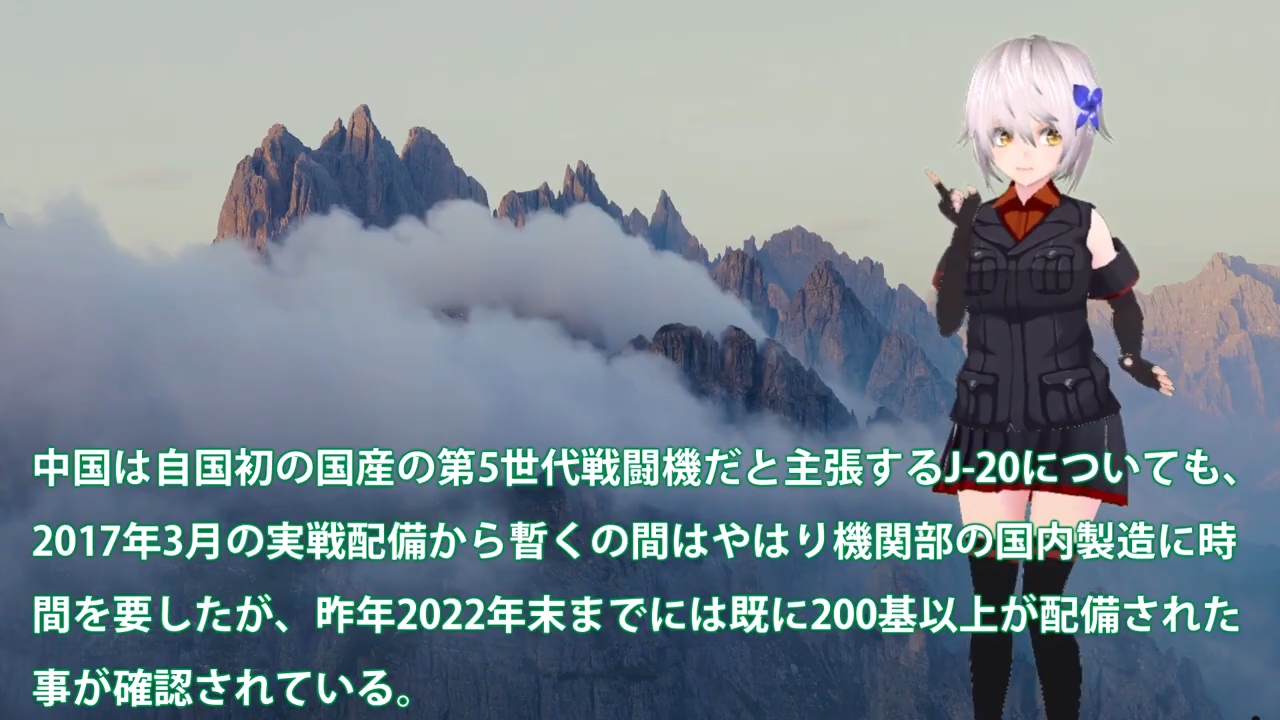 中国は自国初の国産の第5世代戦闘機だと主張するJ-20についても、
2017年3月の実戦配備から暫くの間はやはり機関部の国内製造に時
間を要したが、昨年2022年末までには既に200基以上が配備された
事が確認されている。